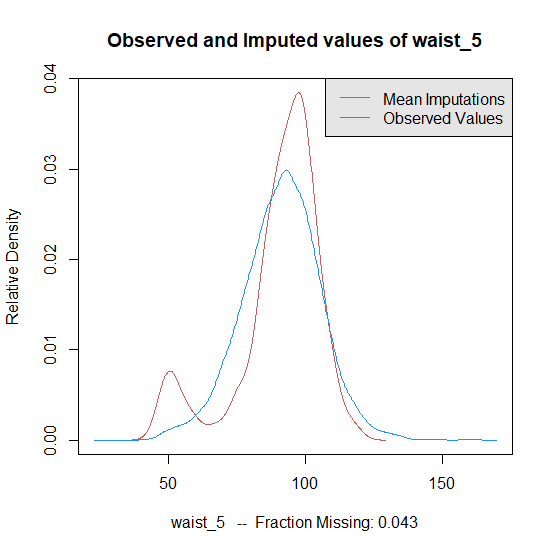 Observed and Imputed values of waist_5
Mean Imputations
Observed Values
Relative Density
0.04
0.03
0.02
0.01
0.00
50 100 150
waist_5 -- Fraction Missing: 0.043